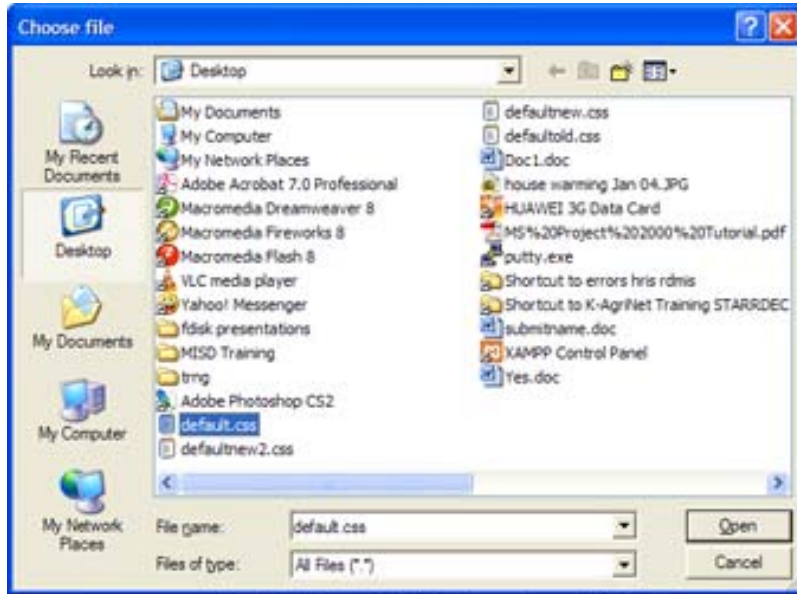 Choose file
Look in:
Desktop
My Recent
Documents
Desktop
My Documents
My Computer
My Network
Places
My Documents
My Computer
My Network Places
Adobe Acrobat 7.0 Professional
Macromedia Dreamweaver 8
Macromedia Fireworks 8
Macromedia Flash 8
VLC media player
Yahoo! Messenger
fdisk presentations
MISD Training
trng
Adobe Photoshop CS2
default.css
defaultnew2.css
defaultnew.css
defaultold.css
Doc1.doc
house warming Jan 04.JPG
HUAWEI 3G Data Card
MS%20Project%202000%20Tutorial.pdf
putty.exe
Shortcut to errors hris rdmis
Shortcut to K-AgriNet Training STARRDEC
submitname.doc
XAMPP Control Panel
Yes.doc
File name:
default.css
Open
Files of type:
All Files (*.*)
Cancel